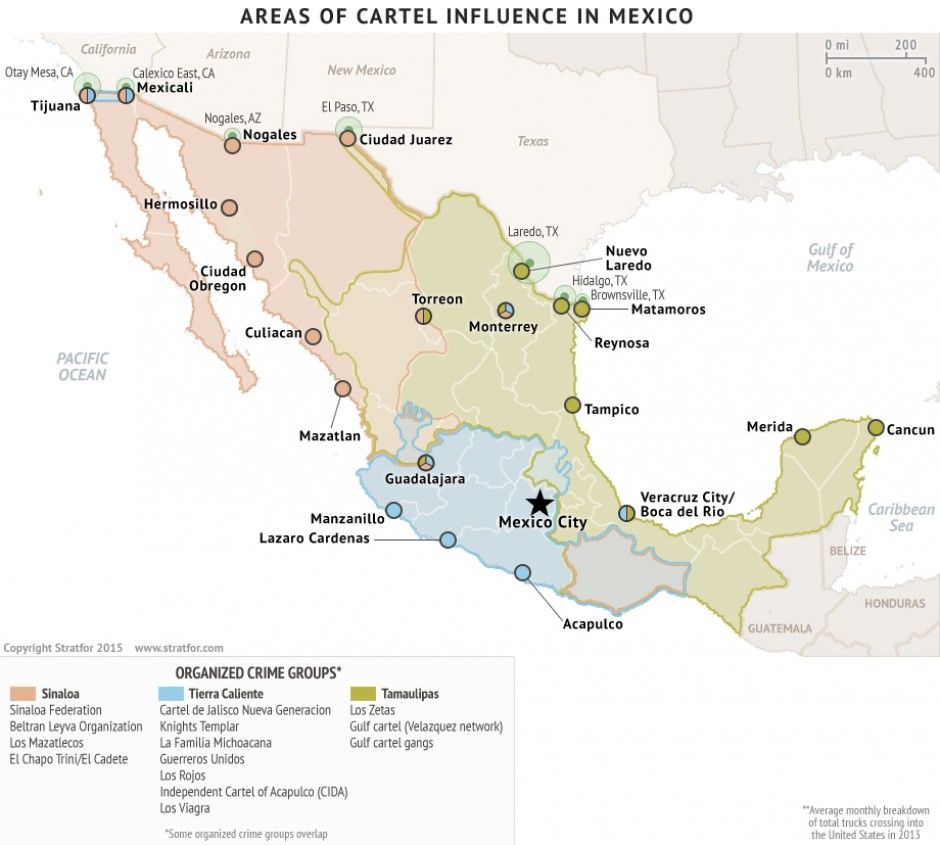 AREAS OF CARTEL INFLUENCE IN MEXICO
California
Arizona
New Mexico
Texas
0 mi 200
0 km 400
Otay Mesa, CA
Calexico East, CA
Tijuana
Mexicali
Nogales, AZ
Nogales
El Paso, TX
Ciudad Juarez
Hermosillo
Ciudad
Obregon
Laredo, TX
Nuevo
Laredo
Hidalgo, TX
Brownsville, TX
Matamoros
Reynosa
Gulf of
Mexico
Torreon
Monterrey
Culiacan
PACIFIC
OCEAN
Mazatlan
Tampico
Merida
Cancun
Guadalajara
Manzanillo
Lazaro Cardenas
Mexico City
Veracruz City/
Boca del Rio
Caribbean
Sea
BELIZE
HONDURAS
GUATEMALA
Acapulco
Copyright Stratfor 2015 www.stratfor.com
ORGANIZED CRIME GROUPS*
Sinaloa
Sinaloa Federation
Beltran Leyva Organization
Los Mazatlecos
El Chapo Trini/El Cadete
Tierra Caliente
Cartel de Jalisco Nueva Generacion
Knights Templar
La Familia Michoacana
Guerreros Unidos
Los Rojos
Independent Cartel of Acapulco (CIDA)
Los Viagra
Tamaulipas
Los Zetas
Gulf cartel (Velazquez network)
Gulf cartel gangs
*Some organized crime groups overlap
**Average monthly breakdown
of total trucks crossing into
the United States in 2013